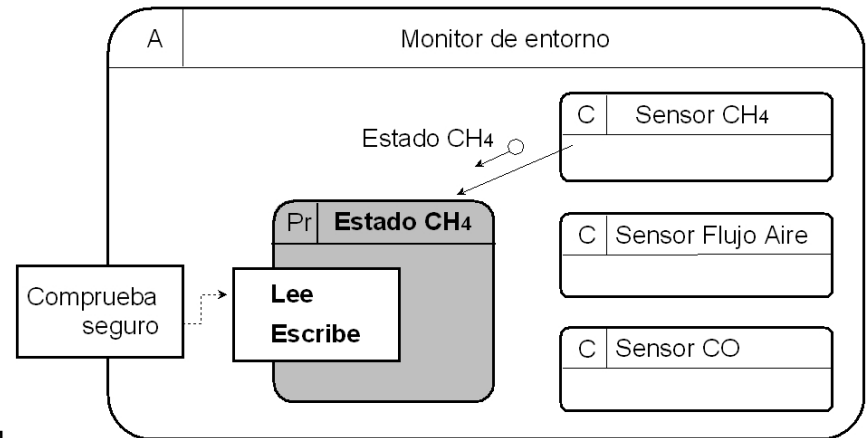 A Monitor de entorno
C Sensor CH4
Estado CH4
Pr Estado CH4
C Sensor Flujo Aire
Comprueba
seguro
Lee
Escribe
C Sensor CO